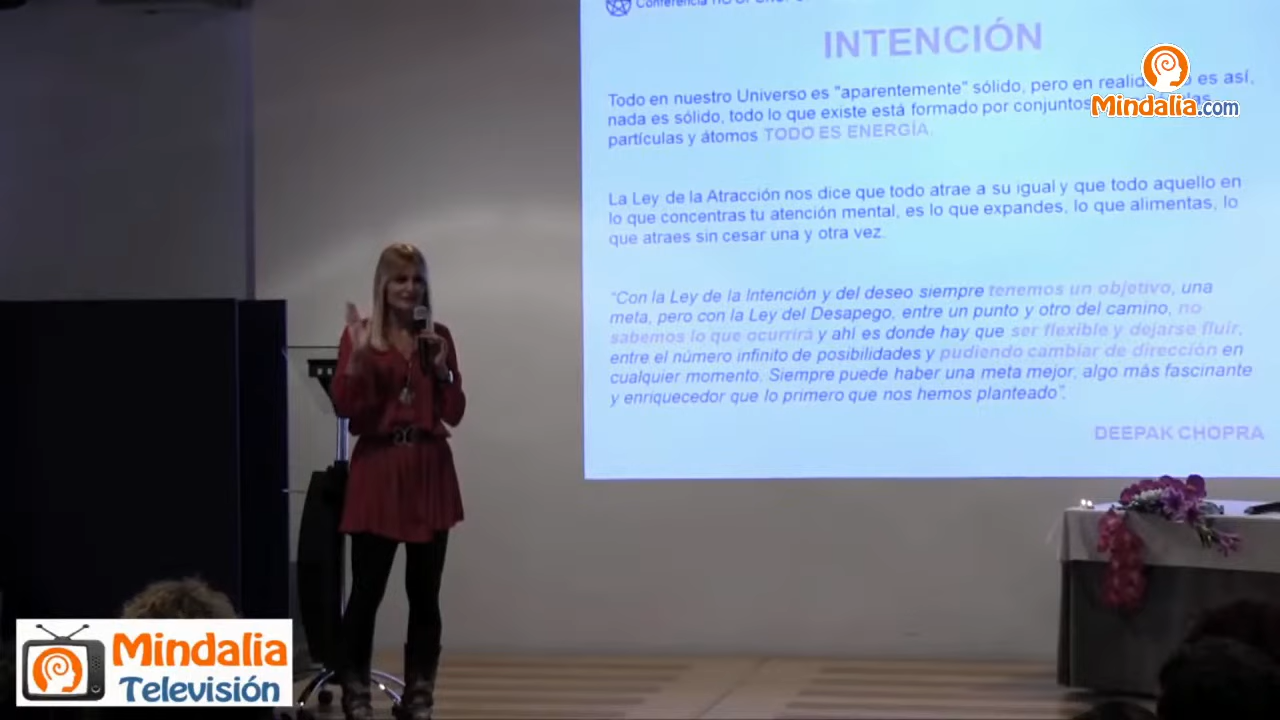 Conferencia
INTENCIÓN
Todo en nuestro Universo es "aparentemente" sólido, pero en es así,
nada es sólido, todo lo que existe está formado por conjuntos
partículas y átomos TODO ES ENERGÍA.
La Ley de la Atracción nos dice que todo atrae a su igual y que todo aquello en
lo que concentras tu atención mental, es lo que expandes, lo que alimentas, lo
que atraes sin cesar una y otra vez.
“Con la Ley de la Intención y del deseo siempre tenemos un objetivo, una
meta, pero con la Ley del Desapego, entre un punto y otro del camino, no
sabemos lo que ocurrirá y ahí es donde hay que ser flexible y dejarse fluir,
entre el número infinito de posibilidades y pudiendo cambiar de dirección en
cualquier momento. Siempre puede haber una meta mejor, algo más fascinante
y enriquecedor que lo primero que nos hemos planteado”.
DEEPAK CHOPRA
Mindalia.com
Mindalia
Televisión